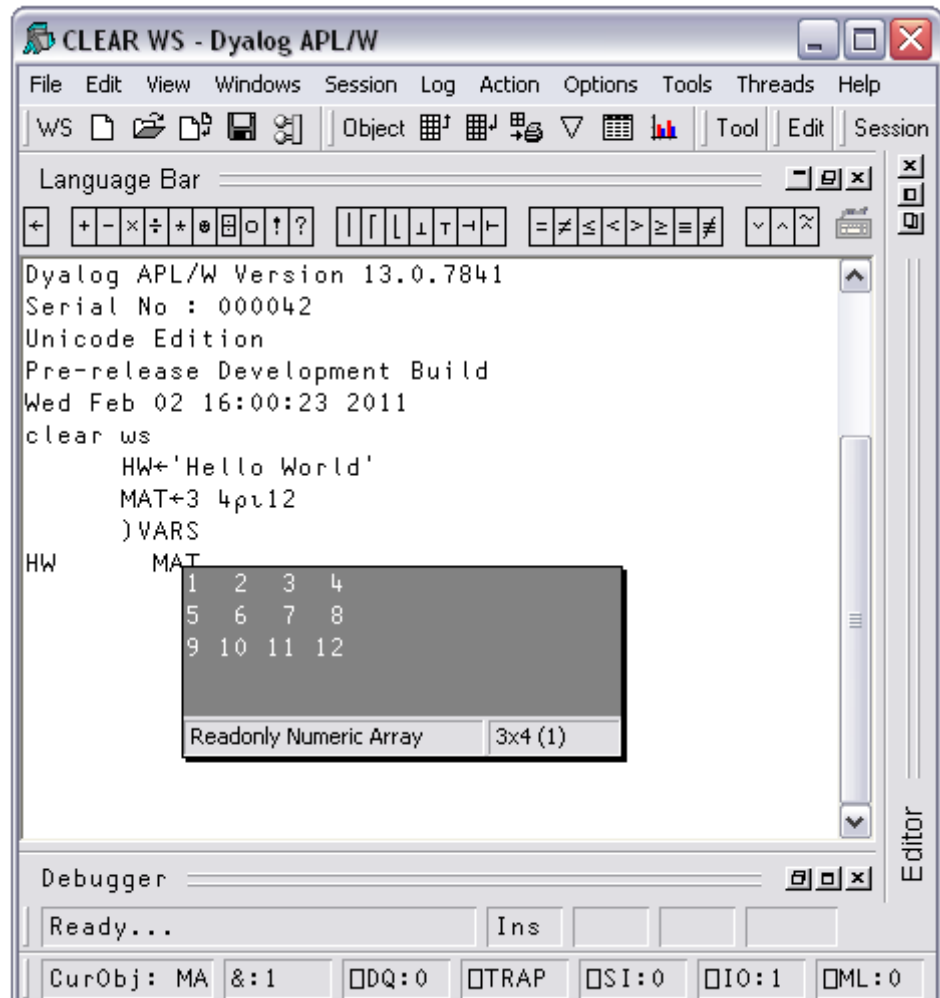 CLEAR WS - Dyalog APL/W
File Edit View Windows Session Log Action Options Tools Threads Help
WS Object Tool Edit Session
Language Bar
← + - × ÷ * ⍟ ⌹ ○ ! ? | ⌈ ⌊ ⊥ ⊤ ⊣ ⊢ = ≠ ≤ < > ≥ ≡ ≢ ∨ ∧ ⍲
Dyalog APL/W Version 13.0.7841
Serial No : 000042
Unicode Edition
Pre-release Development Build
Wed Feb 02 16:00:23 2011
clear ws
HW←'Hello World'
MAT←3 4⍴⍳12
)VARS
HW MAT
1 2 3 4
5 6 7 8
9 10 11 12
Readonly Numeric Array 3x4 (1)
Editor
Debugger
Ready... Ins
CurObj: MA &:1 ⎕DQ:0 ⎕TRAP ⎕SI:0 ⎕IO:1 ⎕ML:0